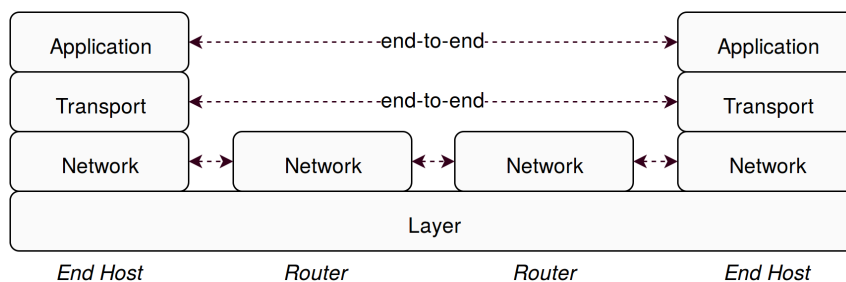 Application end-to-end Application
Transport end-to-end Transport
Network Network Network Network
Layer
End Host Router Router End Host